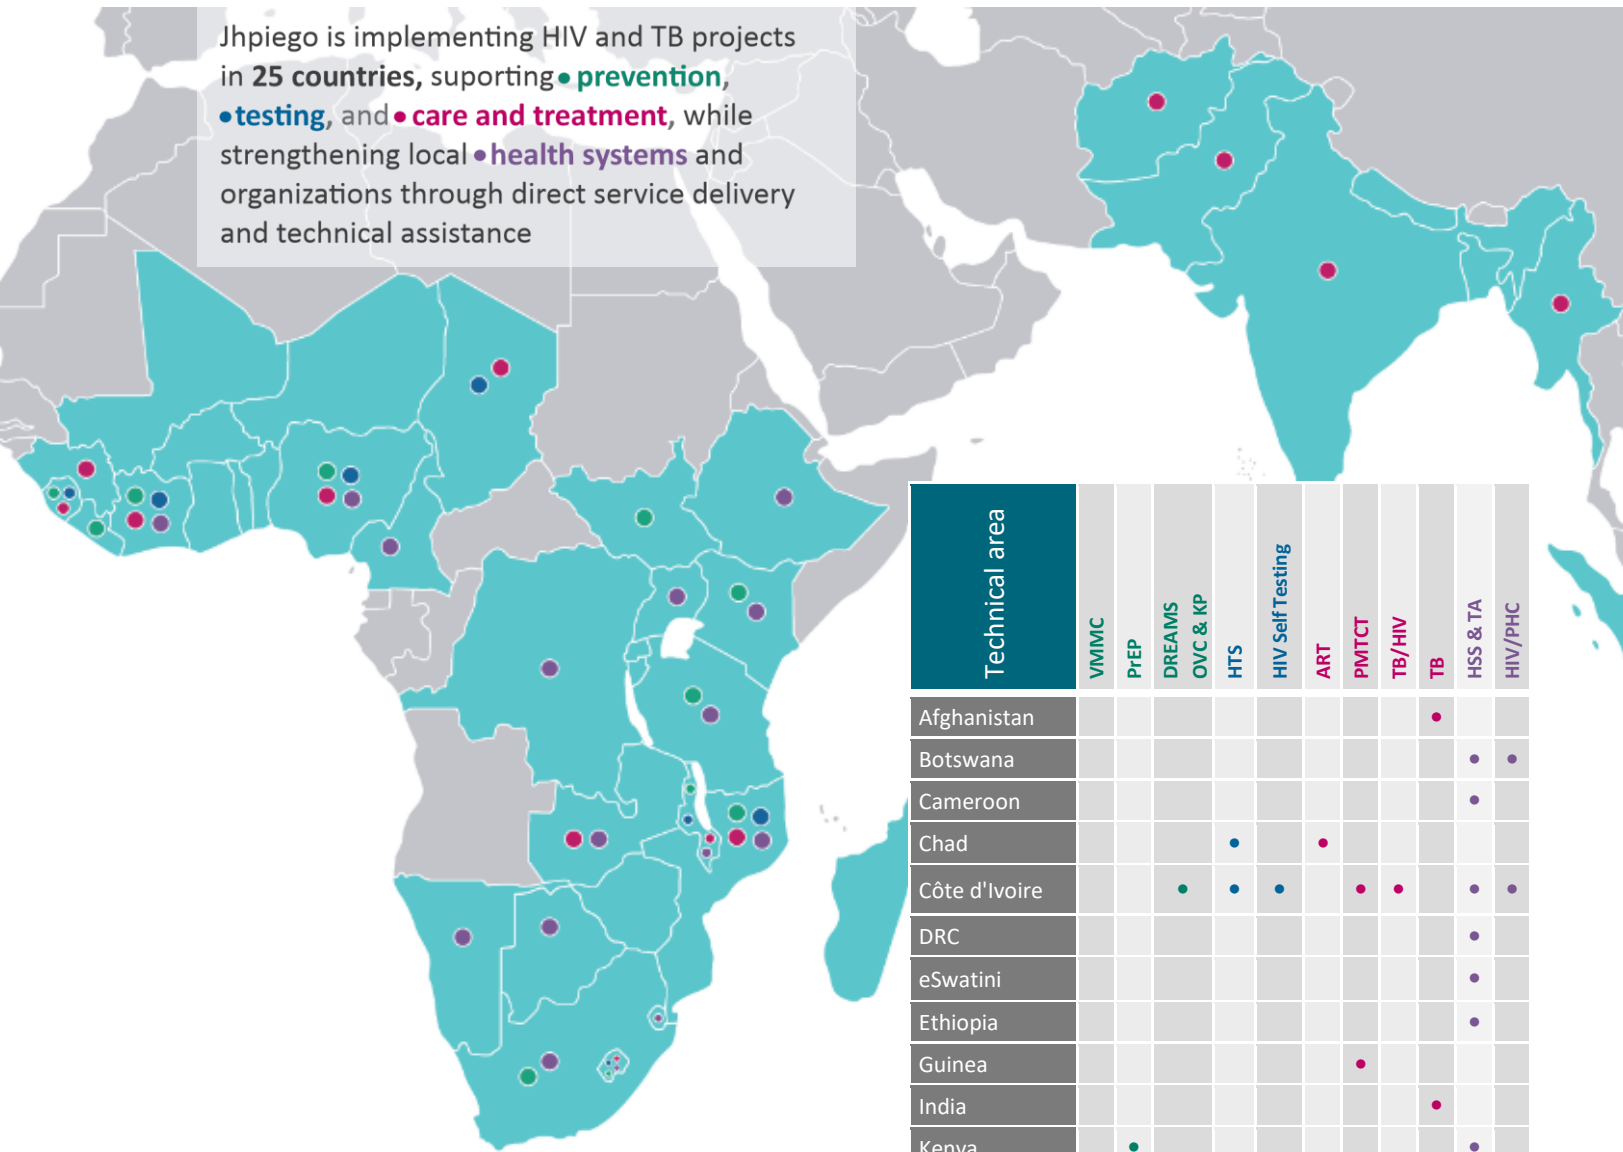 Jhpiego is implementing HIV and TB projects
in 25 countries, suporting • prevention,
• testing, and • care and treatment, while
strengthening local • health systems and
organizations through direct service delivery
and technical assistance
Technical area
VMMC
PrEP
DREAMS
OVC & KP
HTS
HIV Self Testing
ART
PMTCT
TB/HIV
TB
HSS & TA
HIV/PHC
Afghanistan
Botswana
Cameroon
Chad
Côte d'Ivoire
DRC
eSwatini
Ethiopia
Guinea
India
Kenya